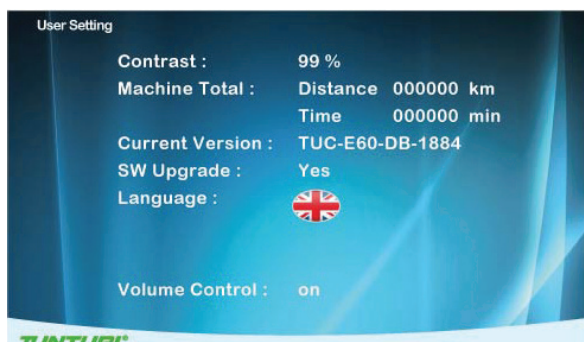 User Setting
Contrast : 99 %
Machine Total : Distance 000000 km
Time 000000 min
Current Version : TUC-E60-DB-1884
SW Upgrade : Yes
Language :
Volume Control : on
TUNTURI®